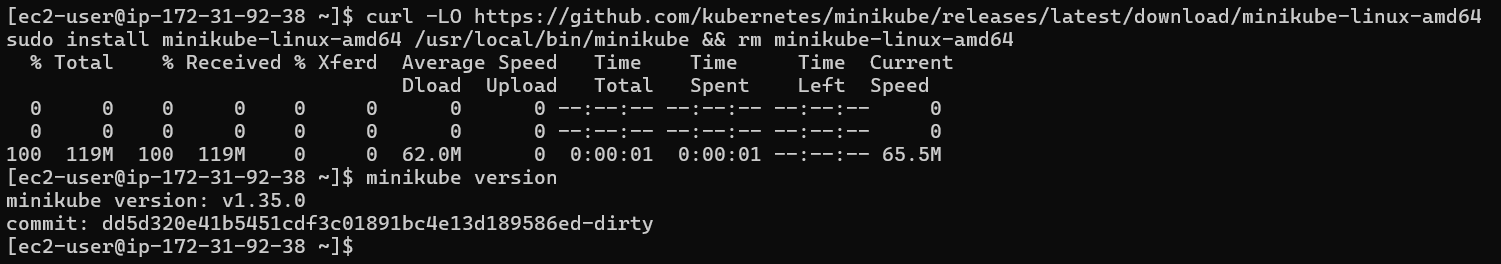 [ec2-user@ip-172-31-92-38 ~]$ curl -LO https://github.com/kubernetes/minikube/releases/latest/download/minikube-linux-amd64
sudo install minikube-linux-amd64 /usr/local/bin/minikube && rm minikube-linux-amd64
  % Total    % Received % Xferd  Average Speed   Time    Time     Time  Current
                                 Dload  Upload   Total   Spent    Left  Speed
  0     0    0     0    0     0      0      0 --:--:-- --:--:-- --:--:--     0
  0     0    0     0    0     0      0      0 --:--:-- --:--:-- --:--:--     0
100  119M  100  119M    0     0  62.0M      0  0:00:01  0:00:01 --:--:-- 65.5M
[ec2-user@ip-172-31-92-38 ~]$ minikube version
minikube version: v1.35.0
commit: dd5d320e41b5451cdf3c01891bc4e13d189586ed-dirty
[ec2-user@ip-172-31-92-38 ~]$